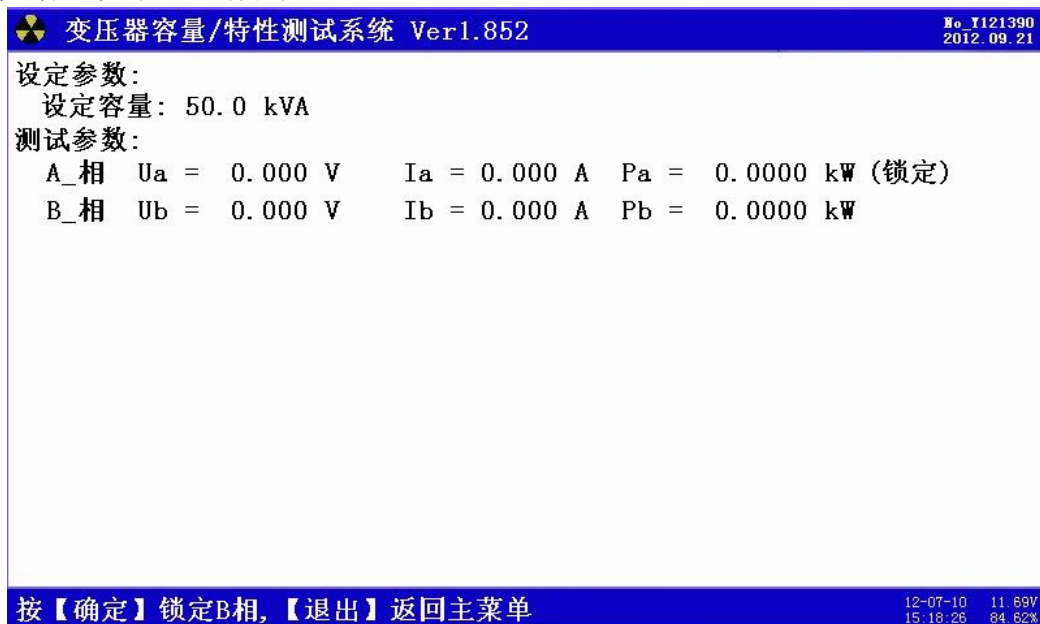 变压器容量/特性测试系统 Ver1.852
No_Y121390
2012.09.21
设定参数:
设定容量: 50.0 kVA
测试参数:
A_相 Ua = 0.000 V Ia = 0.000 A Pa = 0.0000 kW (锁定)
B_相 Ub = 0.000 V Ib = 0.000 A Pb = 0.0000 kW
按【确定】锁定B相,【退出】返回主菜单
12-07-10 11.69V
15:18:26 84.62%